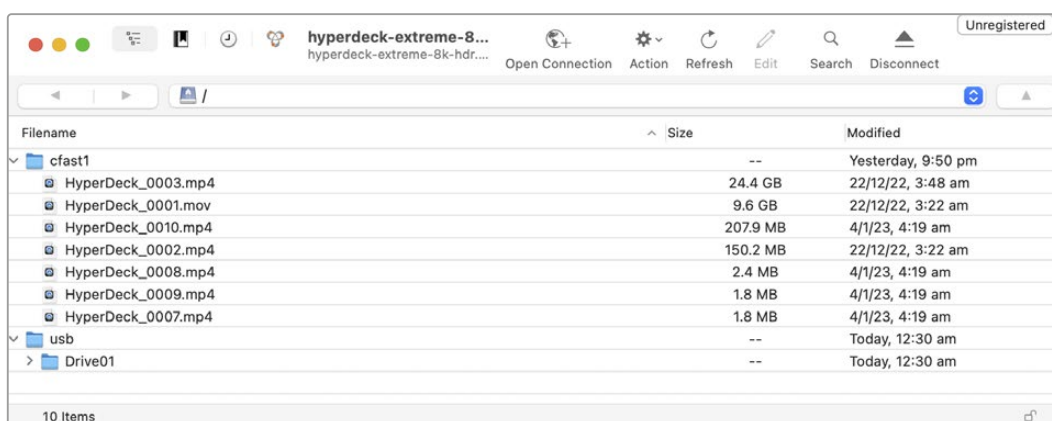 Unregistered
hyperdeck-extreme-8...
hyperdeck-extreme-8k-hdr....
Open Connection Action Refresh Edit Search Disconnect
/
Filename Size Modified
cfast1 -- Yesterday, 9:50 pm
HyperDeck_0003.mp4 24.4 GB 22/12/22, 3:48 am
HyperDeck_0001.mov 9.6 GB 22/12/22, 3:22 am
HyperDeck_0010.mp4 207.9 MB 4/1/23, 4:19 am
HyperDeck_0002.mp4 150.2 MB 22/12/22, 3:22 am
HyperDeck_0008.mp4 2.4 MB 4/1/23, 4:19 am
HyperDeck_0009.mp4 1.8 MB 4/1/23, 4:19 am
HyperDeck_0007.mp4 1.8 MB 4/1/23, 4:19 am
usb -- Today, 12:30 am
Drive01 -- Today, 12:30 am
10 Items